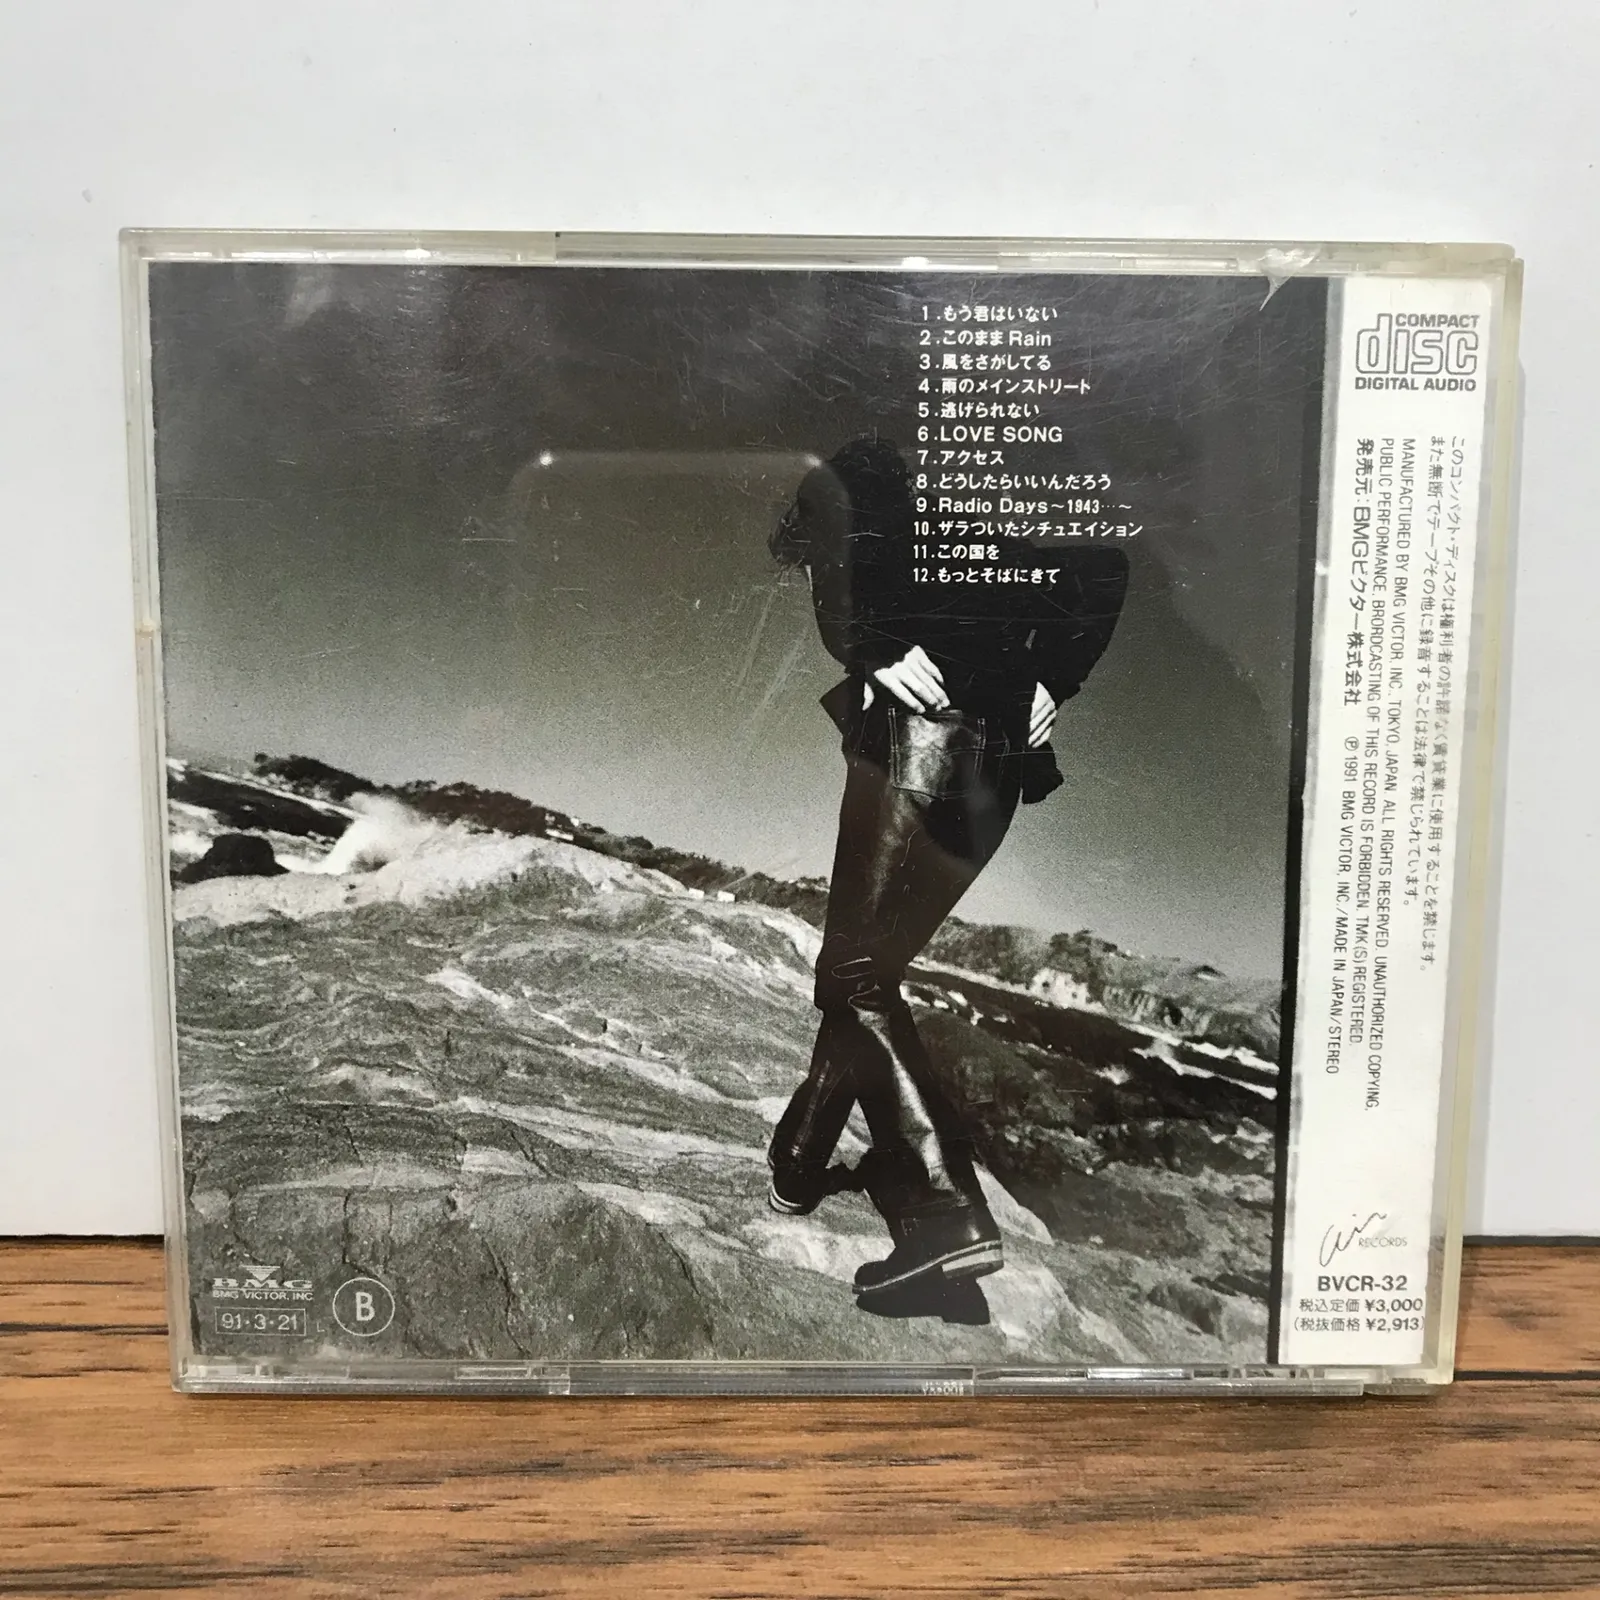 1.もう君はいない
2.このままRain
3.風をさがしてる
4.雨のメインストリート
5.逃げられない
6.LOVE SONG
7.アクセス
8.どうしたらいいんだろう
9.Radio Days〜1943…〜
10.ザラついたシチュエイション
11.この国を
12.もっとそばにきて
COMPACT
disc
DIGITAL AUDIO
このコンパクト・ディスクは権利者の許諾なく賃貸業に使用することを禁じます。
また無断でテープその他に録音することは法律で禁じられています。
MANUFACTURED BY BMG VICTOR, INC., TOKYO, JAPAN. ALL RIGHTS RESERVED. UNAUTHORIZED COPYING,
PUBLIC PERFORMANCE, BRORDCASTING OF THIS RECORD IS FORBIDDEN. TMK(S) REGISTERED.
発売元:BMGビクター株式会社 Ⓟ1991 BMG VICTOR, INC./MADE IN JAPAN/STEREO
air RECORDS
BVCR-32
税込定価 ¥3,000
(税抜価格 ¥2,913)
BMG
BMG VICTOR, INC.
91・3・21
L
B